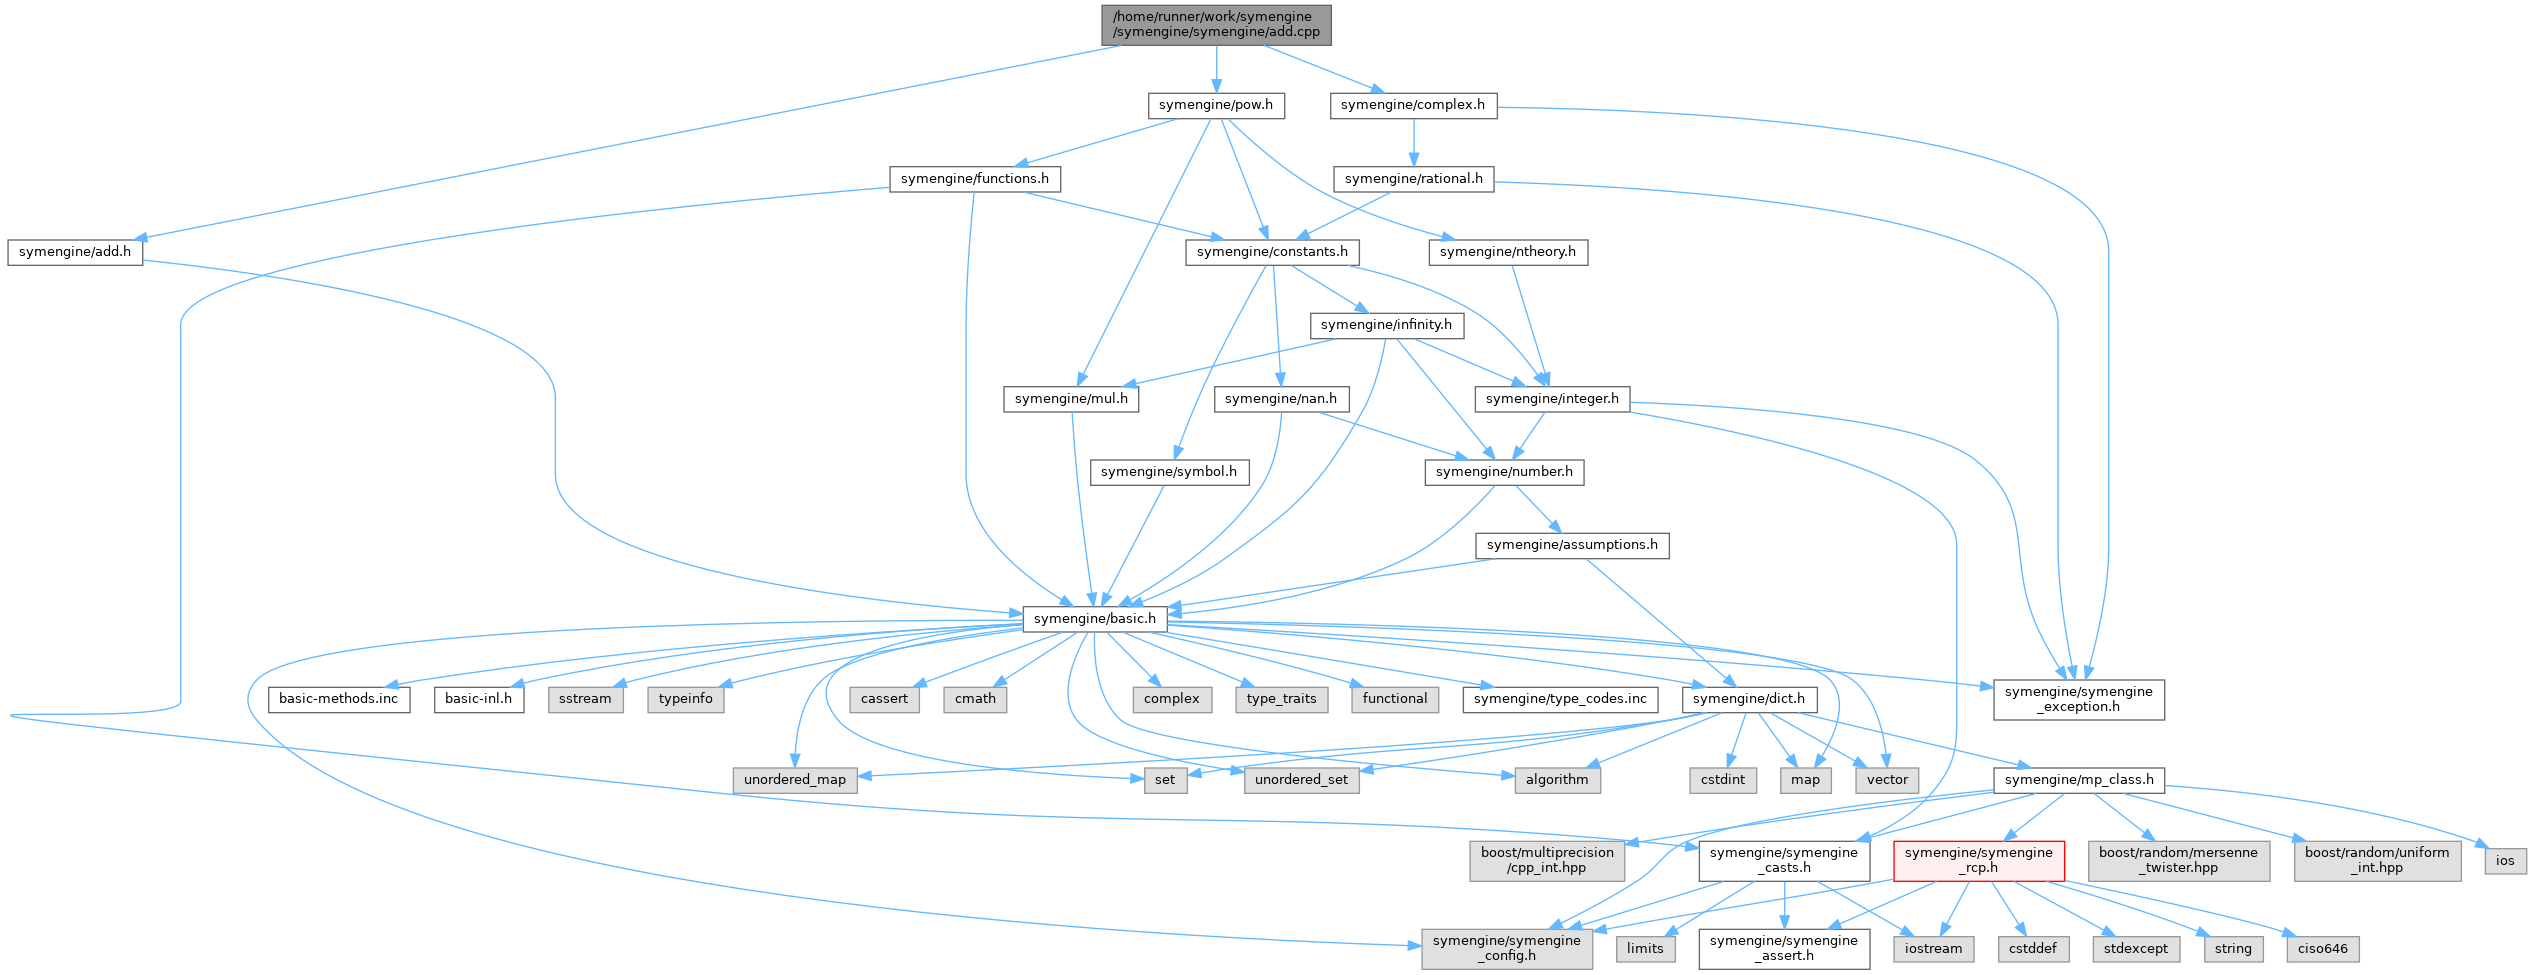 /home/runner/work/symengine
/symengine/symengine/add.cpp
symengine/pow.h
symengine/complex.h
symengine/functions.h
symengine/rational.h
symengine/add.h
symengine/constants.h
symengine/ntheory.h
symengine/infinity.h
symengine/mul.h
symengine/nan.h
symengine/integer.h
symengine/symbol.h
symengine/number.h
symengine/assumptions.h
symengine/basic.h
basic-methods.inc
basic-inl.h
sstream
typeinfo
cassert
cmath
complex
type_traits
functional
symengine/type_codes.inc
symengine/dict.h
symengine/symengine
_exception.h
unordered_map
set
unordered_set
algorithm
cstdint
map
vector
symengine/mp_class.h
boost/multiprecision
/cpp_int.hpp
symengine/symengine
_casts.h
symengine/symengine
_rcp.h
boost/random/mersenne
_twister.hpp
boost/random/uniform
_int.hpp
ios
symengine/symengine
_config.h
limits
symengine/symengine
_assert.h
iostream
cstddef
stdexcept
string
ciso646